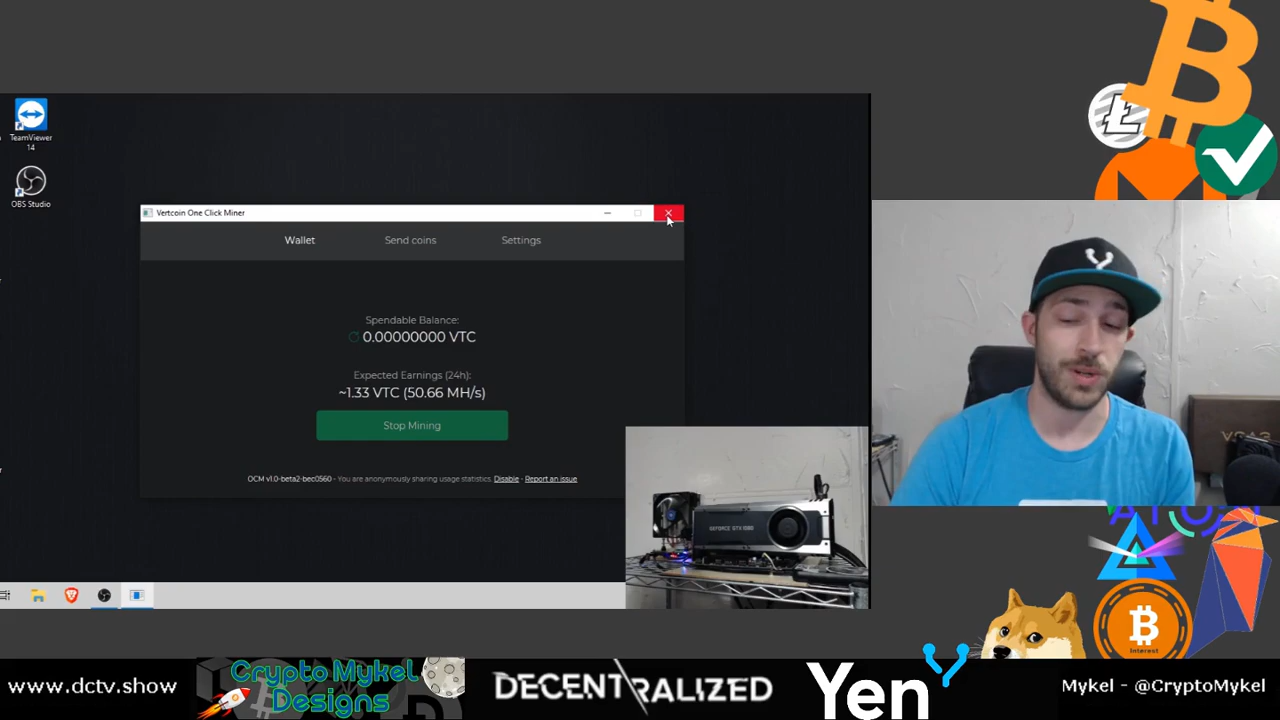 TeamViewer
14
OBS Studio
Vertcoin One Click Miner
Wallet
Send coins
Settings
Spendable Balance:
0.00000000 VTC
Expected Earnings (24h):
~1.33 VTC (50.66 MH/s)
Stop Mining
OCM v1.0-beta2-bec0560 - You are anonymously sharing usage statistics. Disable - Report an issue
GEFORCE GTX 1080
Interest
www.dctv.show
Crypto Mykel
Designs
DECENTRALIZED
Yen
Mykel - @CryptoMykel